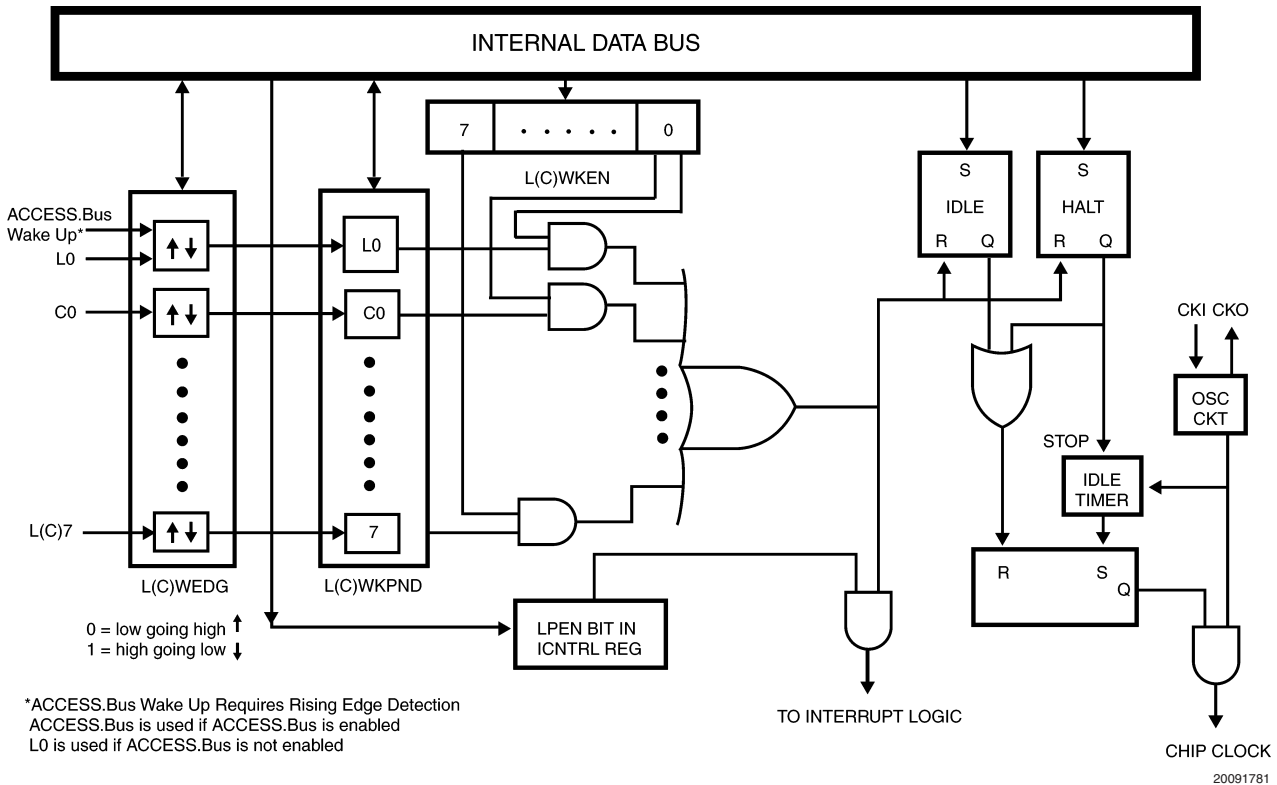 INTERNAL DATA BUS
7 . . . . . 0
L(C)WKEN
ACCESS.Bus
Wake Up*
L0
C0
L(C)7
L0
C0
7
L(C)WEDG
L(C)WKPND
0 = low going high
1 = high going low
S
IDLE
R Q
S
HALT
R Q
CKI CKO
OSC
CKT
STOP
IDLE
TIMER
R S
Q
LPEN BIT IN
ICNTRL REG
TO INTERRUPT LOGIC
CHIP CLOCK
*ACCESS.Bus Wake Up Requires Rising Edge Detection
ACCESS.Bus is used if ACCESS.Bus is enabled
L0 is used if ACCESS.Bus is not enabled
20091781